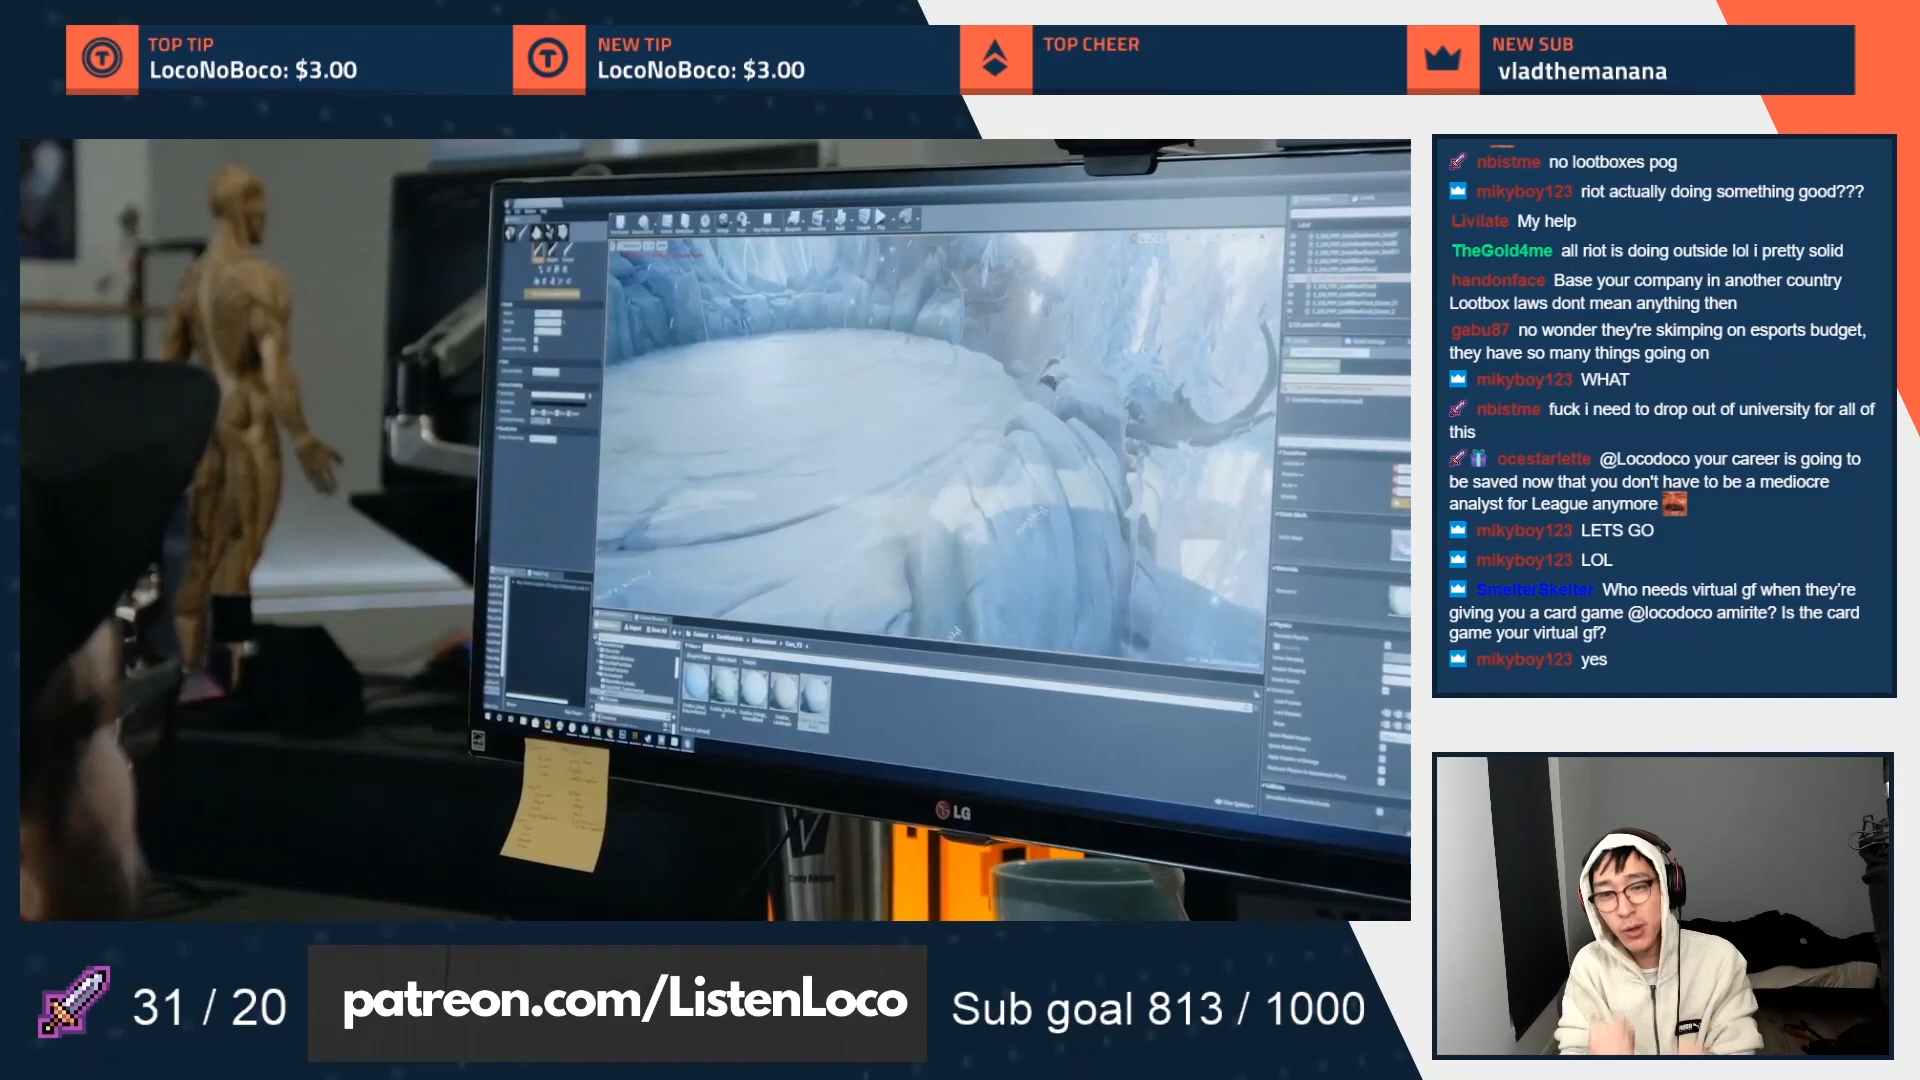 TOP TIP
LocoNoBoco: $3.00
NEW TIP
LocoNoBoco: $3.00
TOP CHEER
NEW SUB
vladthemanana
nbistme no lootboxes pog
mikyboy123 riot actually doing something good???
Livilate My help
TheGold4me all riot is doing outside lol i pretty solid
handonface Base your company in another country
Lootbox laws dont mean anything then
gabu87 no wonder they're skimping on esports budget,
they have so many things going on
mikyboy123 WHAT
nbistme fuck i need to drop out of university for all of
this
ocestarlette @Locodoco your career is going to
be saved now that you don't have to be a mediocre
analyst for League anymore
mikyboy123 LETS GO
mikyboy123 LOL
SmelterSkelter Who needs virtual gf when they're
giving you a card game @locodoco amirite? Is the card
game your virtual gf?
mikyboy123 yes
LG
31 / 20
patreon.com/ListenLoco
Sub goal 813 / 1000